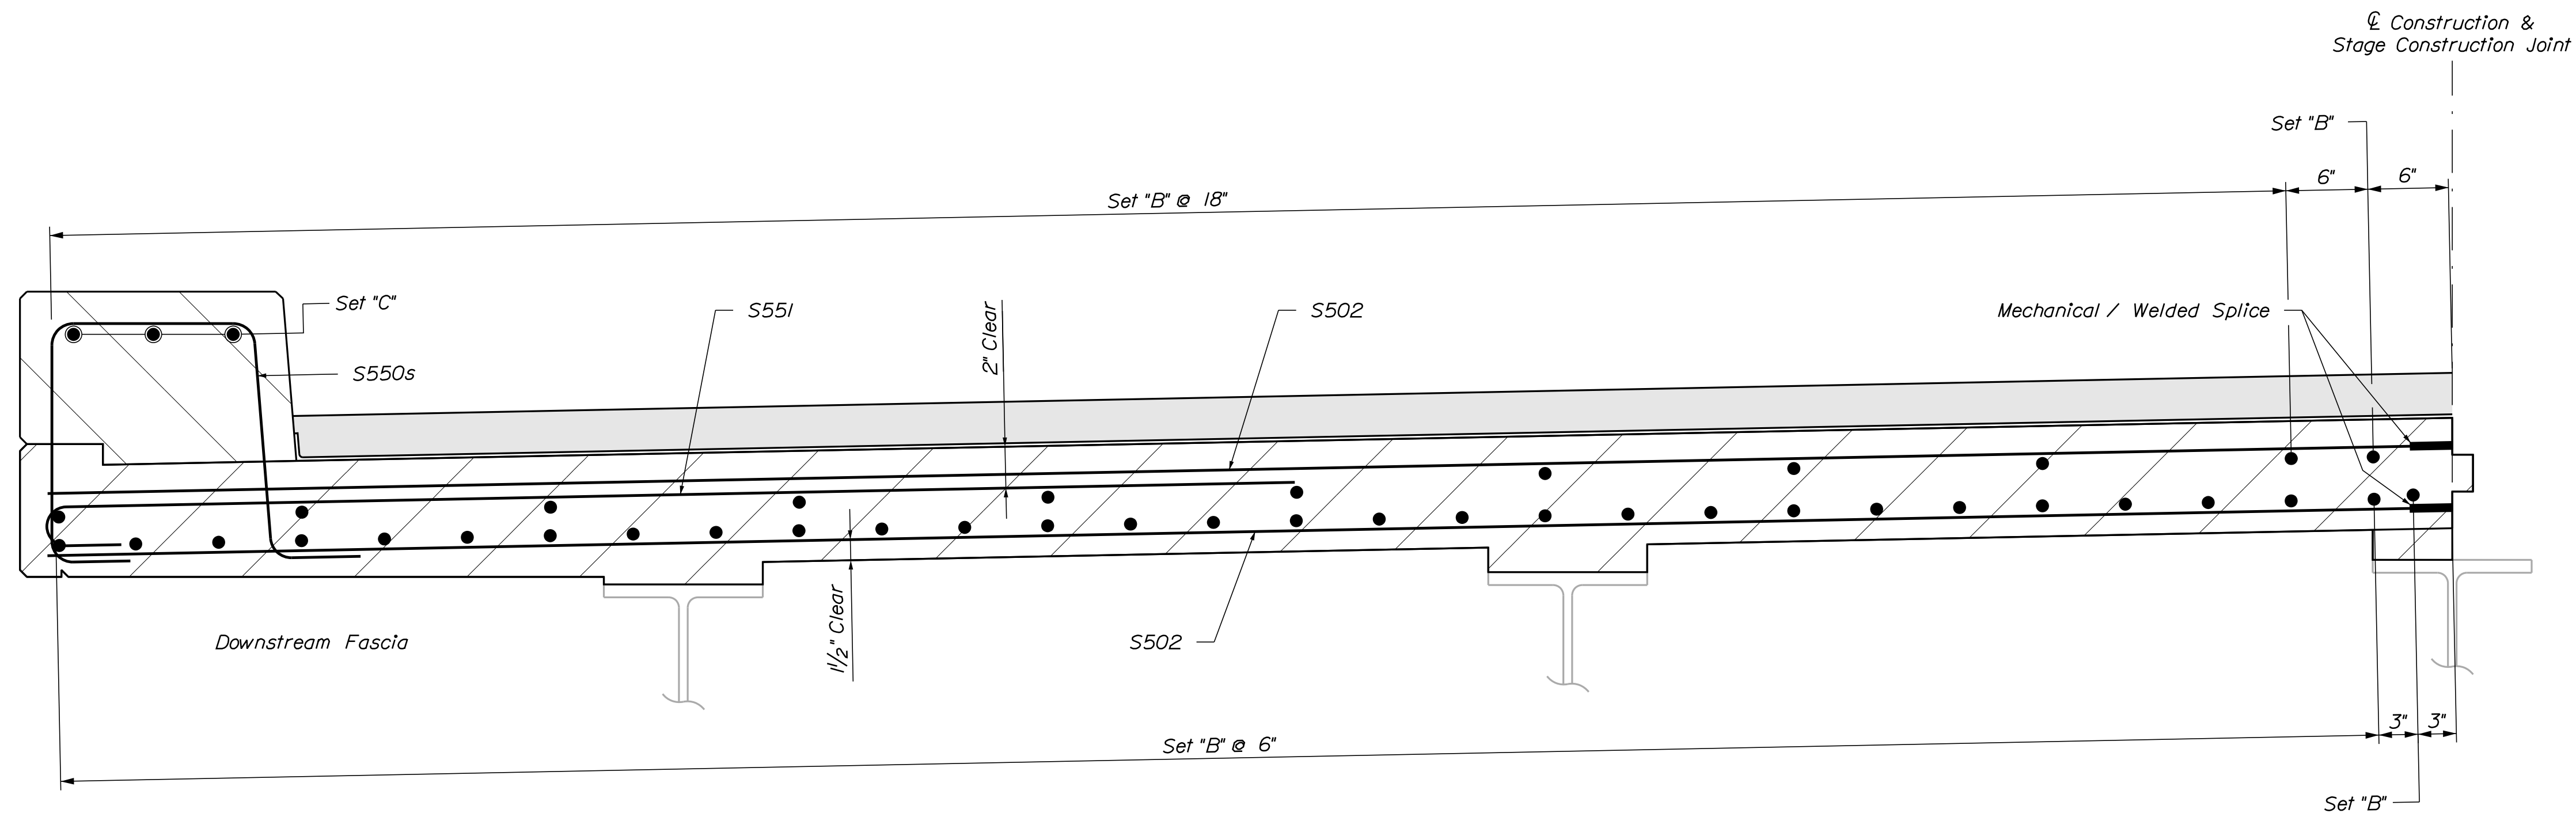 ℄ Construction &
Stage Construction Joint
Set "B"
6"
6"
Set "B" @ 18"
Set "C"
S551
2" Clear
S502
Mechanical / Welded Splice
S550s
1½" Clear
Downstream Fascia
S502
3"
3"
Set "B" @ 6"
Set "B"